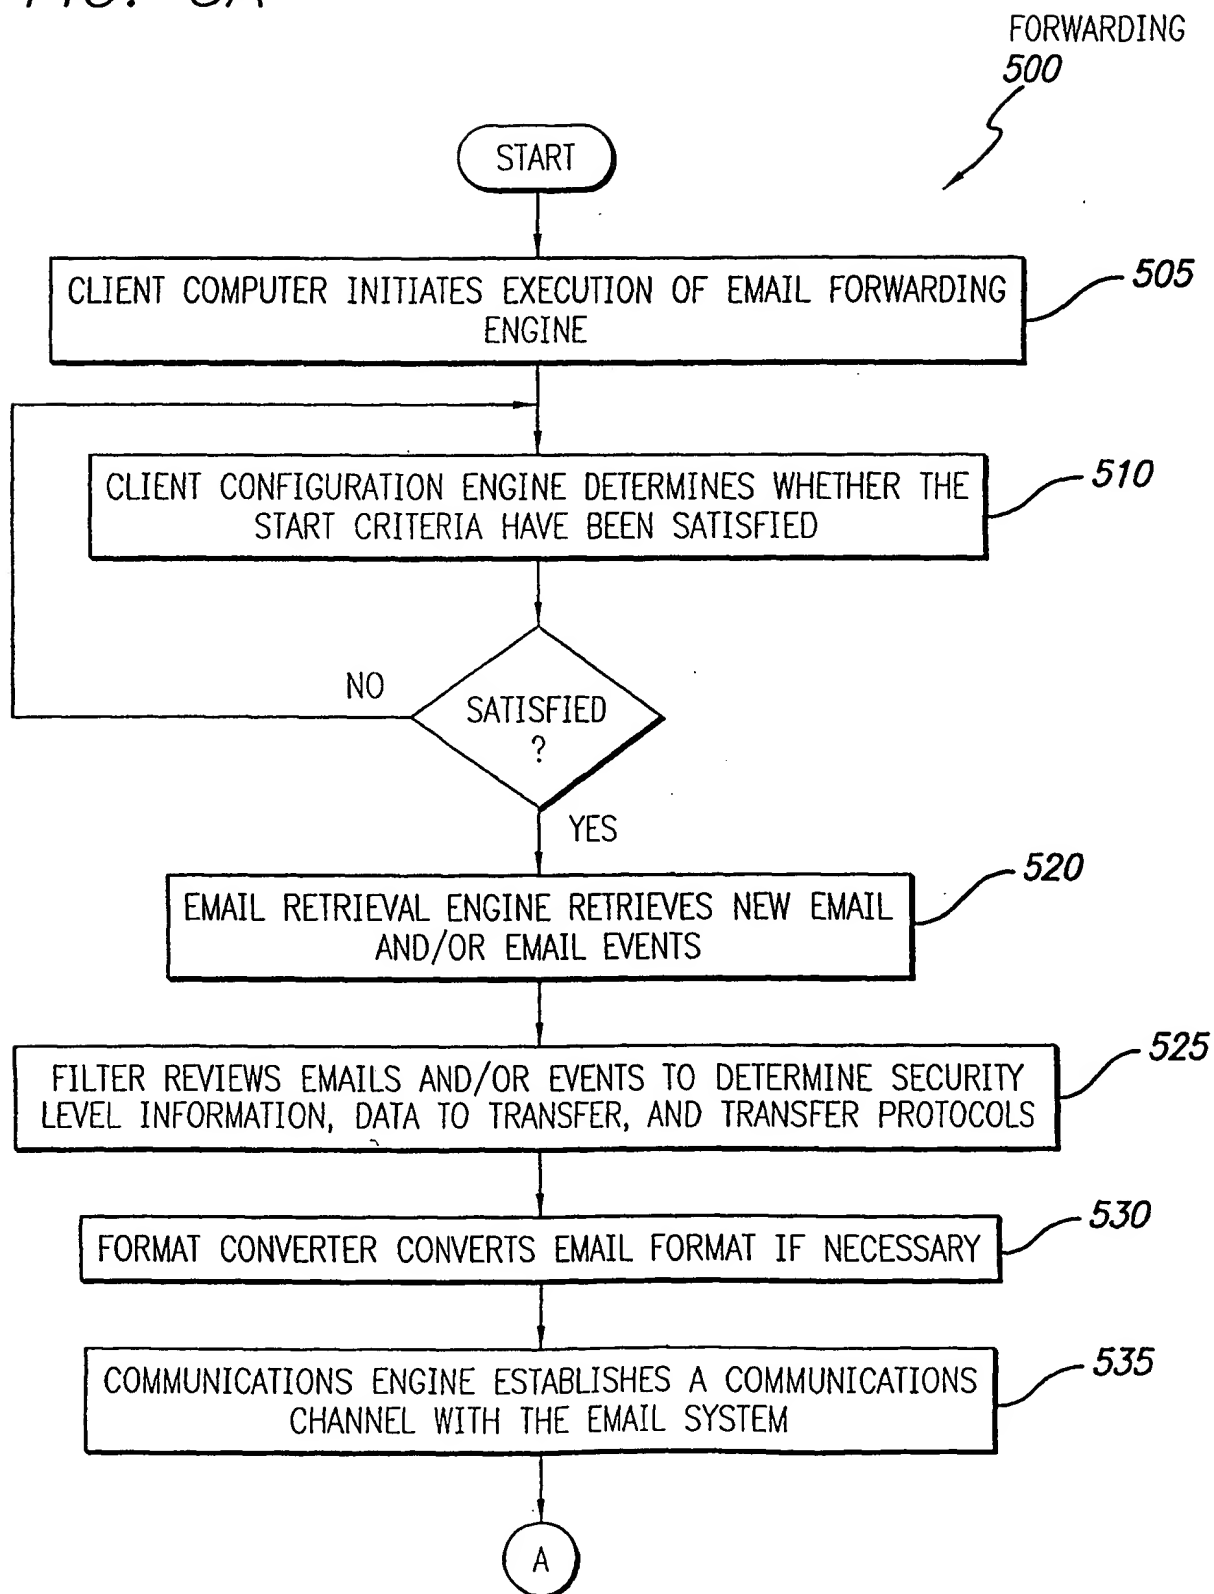 FORWARDING
500
START
CLIENT COMPUTER INITIATES EXECUTION OF EMAIL FORWARDING
ENGINE
505
CLIENT CONFIGURATION ENGINE DETERMINES WHETHER THE
START CRITERIA HAVE BEEN SATISFIED
510
NO
SATISFIED
?
YES
EMAIL RETRIEVAL ENGINE RETRIEVES NEW EMAIL
AND/OR EMAIL EVENTS
520
FILTER REVIEWS EMAILS AND/OR EVENTS TO DETERMINE SECURITY
LEVEL INFORMATION, DATA TO TRANSFER, AND TRANSFER PROTOCOLS
525
FORMAT CONVERTER CONVERTS EMAIL FORMAT IF NECESSARY
530
COMMUNICATIONS ENGINE ESTABLISHES A COMMUNICATIONS
CHANNEL WITH THE EMAIL SYSTEM
535
A